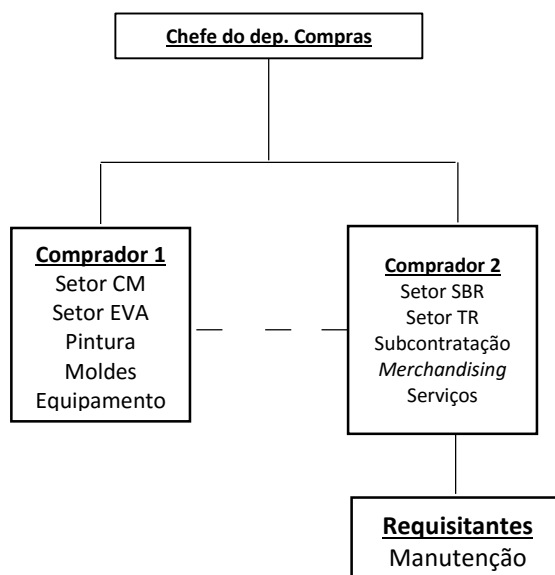 Chefe do dep. Compras
Comprador 1
Setor CM
Setor EVA
Pintura
Moldes
Equipamento
Comprador 2
Setor SBR
Setor TR
Subcontratação
Merchandising
Serviços
Requisitantes
Manutenção